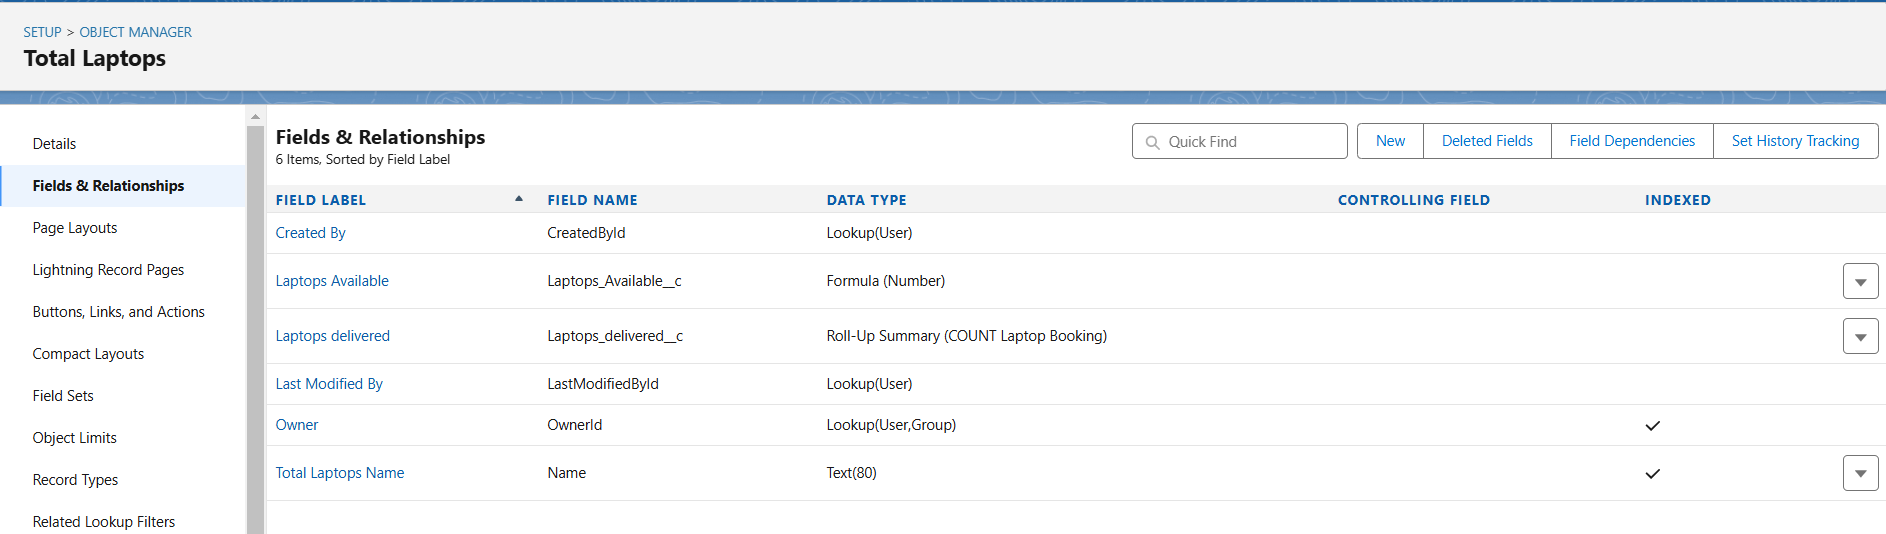 SETUP > OBJECT MANAGER
Total Laptops
Details
Fields & Relationships
Page Layouts
Lightning Record Pages
Buttons, Links, and Actions
Compact Layouts
Field Sets
Object Limits
Record Types
Related Lookup Filters
Fields & Relationships
6 Items, Sorted by Field Label
Quick Find
New Deleted Fields Field Dependencies Set History Tracking
FIELD LABEL FIELD NAME DATA TYPE CONTROLLING FIELD INDEXED
Created By CreatedById Lookup(User)
Laptops Available Laptops_Available__c Formula (Number)
Laptops delivered Laptops_delivered__c Roll-Up Summary (COUNT Laptop Booking)
Last Modified By LastModifiedById Lookup(User)
Owner OwnerId Lookup(User,Group)
Total Laptops Name Name Text(80)